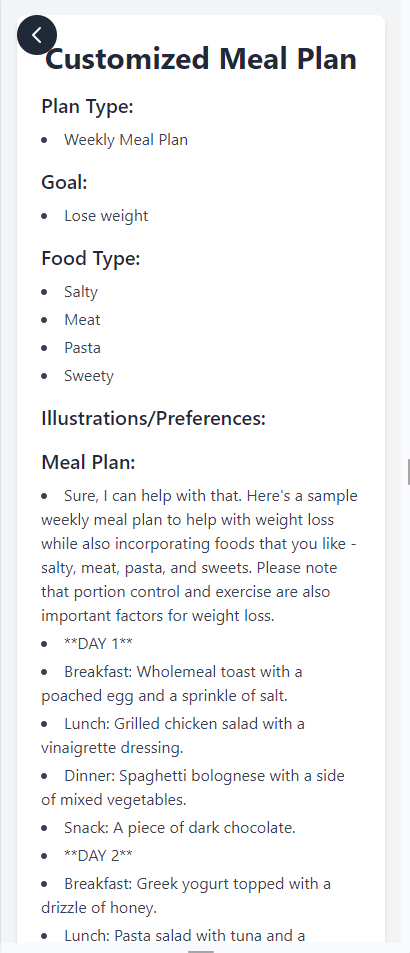 Customized Meal Plan
Plan Type:
• Weekly Meal Plan
Goal:
• Lose weight
Food Type:
• Salty
• Meat
• Pasta
• Sweety
Illustrations/Preferences:
Meal Plan:
• Sure, I can help with that. Here's a sample
weekly meal plan to help with weight loss
while also incorporating foods that you like -
salty, meat, pasta, and sweets. Please note
that portion control and exercise are also
important factors for weight loss.
• **DAY 1**
• Breakfast: Wholemeal toast with a
poached egg and a sprinkle of salt.
• Lunch: Grilled chicken salad with a
vinaigrette dressing.
• Dinner: Spaghetti bolognese with a side
of mixed vegetables.
• Snack: A piece of dark chocolate.
• **DAY 2**
• Breakfast: Greek yogurt topped with a
drizzle of honey.
• Lunch: Pasta salad with tuna and a